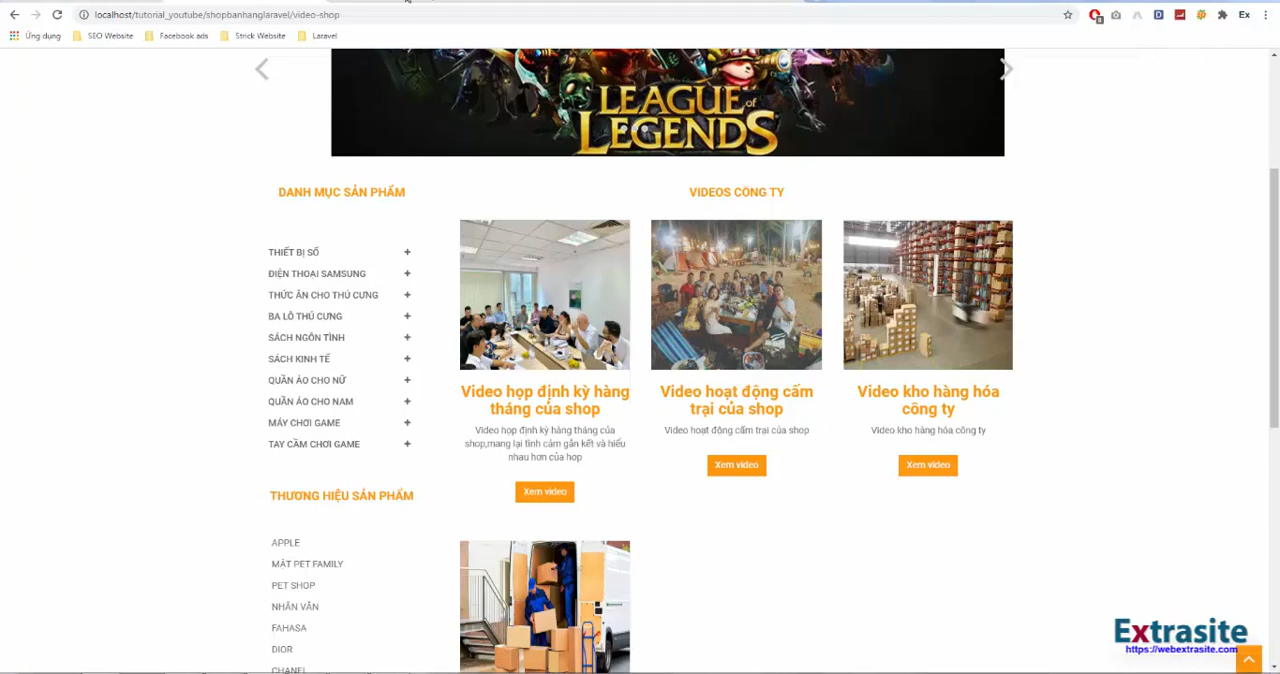 localhost/tutorial_youtube/shopbanhanglaravel/video-shop
Ex
Ứng dụng
SEO Website
Facebook ads
Strick Website
Laravel
LEAGUE of
LEGENDS
DANH MỤC SẢN PHẨM
VIDEOS CÔNG TY
THIẾT BỊ SỐ
ĐIỆN THOẠI SAMSUNG
THỨC ĂN CHO THÚ CƯNG
BA LÔ THÚ CƯNG
SÁCH NGÔN TÌNH
SÁCH KINH TẾ
QUẦN ÁO CHO NỮ
QUẦN ÁO CHO NAM
MÁY CHƠI GAME
TAY CẦM CHƠI GAME
Video họp định kỳ hàng
tháng của shop
Video họp định kỳ hàng tháng của
shop,mang lại tình cảm gắn kết và hiểu
nhau hơn của họp
Xem video
Video hoạt động cấm
trại của shop
Video hoạt động cấm trại của shop
Xem video
Video kho hàng hóa
công ty
Video kho hàng hóa công ty
Xem video
THƯƠNG HIỆU SẢN PHẨM
APPLE
MẬT PET FAMILY
PET SHOP
NHÂN VĂN
FAHASA
DIOR
CHANEL
Extrasite
https://webextrasite.com